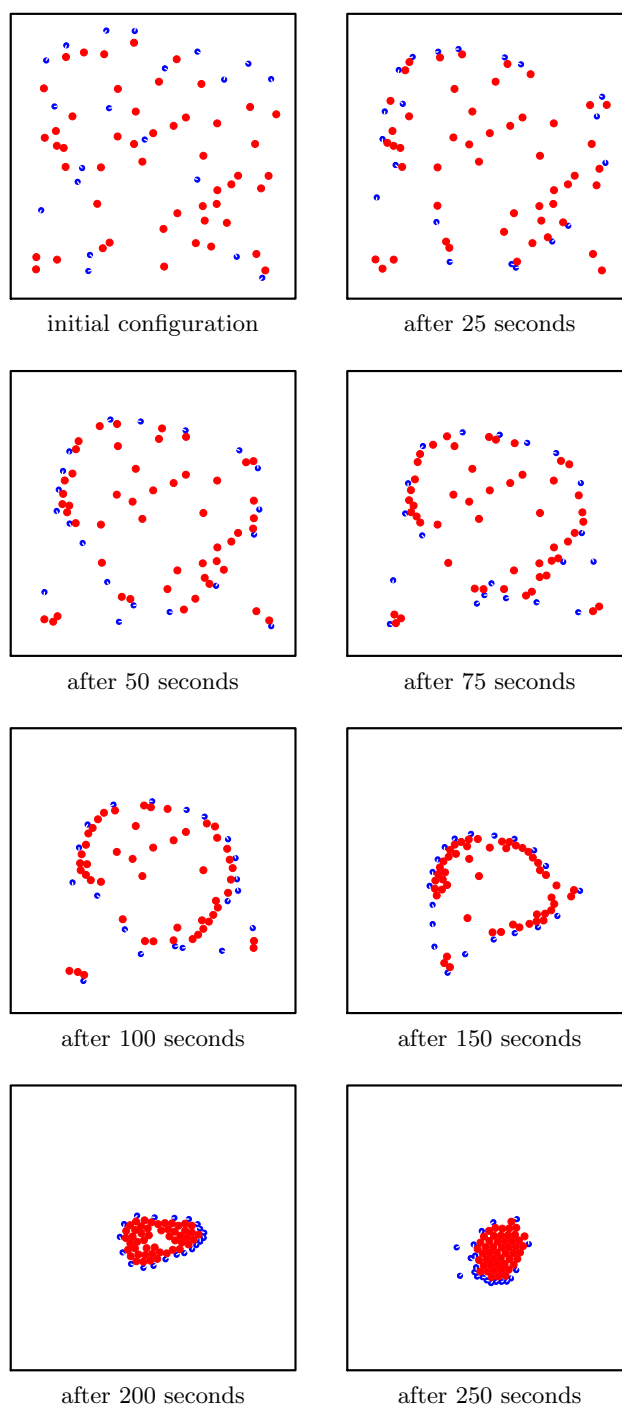 initial configuration
after 25 seconds
after 50 seconds
after 75 seconds
after 100 seconds
after 150 seconds
after 200 seconds
after 250 seconds